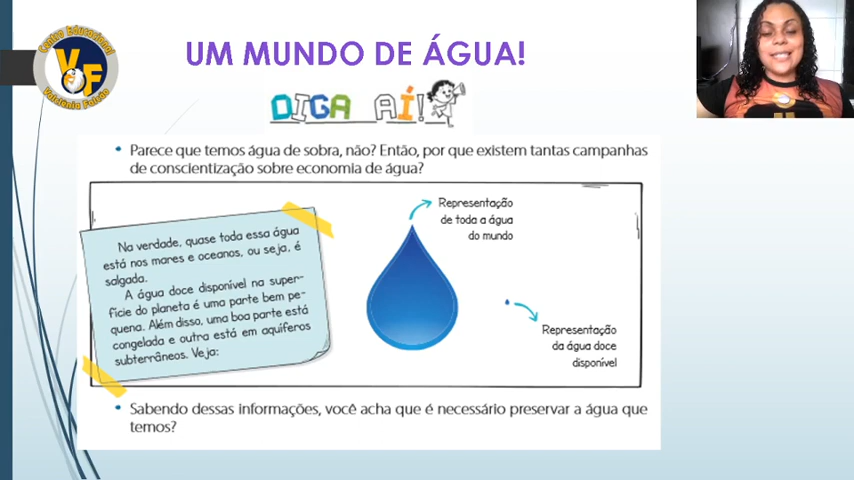 Centro Educacional
VOF
Valclênia Falcão
UM MUNDO DE ÁGUA!
DIGA AÍ!
• Parece que temos água de sobra, não? Então, por que existem tantas campanhas
de conscientização sobre economia de água?
Representação
de toda a água
do mundo
Na verdade, quase toda essa água
está nos mares e oceanos, ou seja, é
salgada.
A água doce disponível na super-
fície do planeta é uma parte bem pe-
quena. Além disso, uma boa parte está
congelada e outra está em aquíferos
subterrâneos. Veja:
Representação
da água doce
disponível
• Sabendo dessas informações, você acha que é necessário preservar a água que
temos?